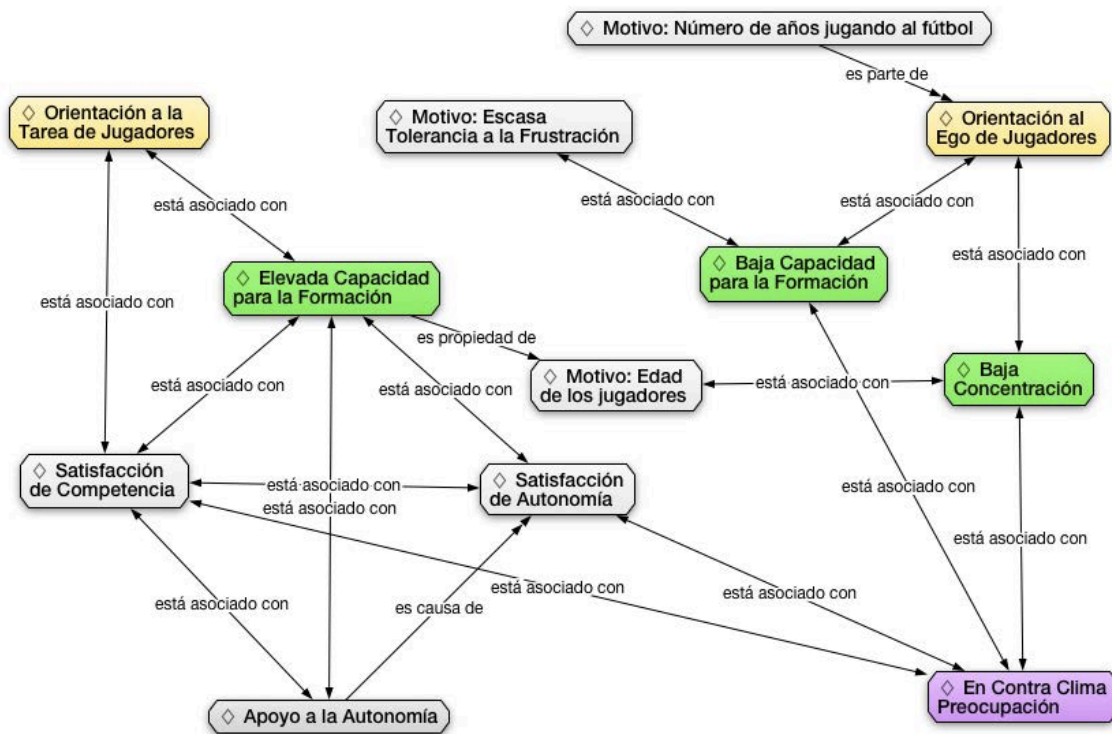 ◇ Motivo: Número de años jugando al fútbol
es parte de
◇ Orientación a la
Tarea de Jugadores
◇ Motivo: Escasa
Tolerancia a la Frustración
◇ Orientación al
Ego de Jugadores
está asociado con
está asociado con
está asociado con
◇ Elevada Capacidad
para la Formación
◇ Baja Capacidad
para la Formación
está asociado con
está asociado con
es propiedad de
está asociado con
está asociado con
◇ Motivo: Edad
de los jugadores
está asociado con
◇ Baja
Concentración
◇ Satisfacción
de Competencia
está asociado con
está asociado con
◇ Satisfacción
de Autonomía
está asociado con
está asociado con
está asociado con
está asociado con
es causa de
está asociado con
está asociado con
◇ Apoyo a la Autonomía
◇ En Contra Clima
Preocupación